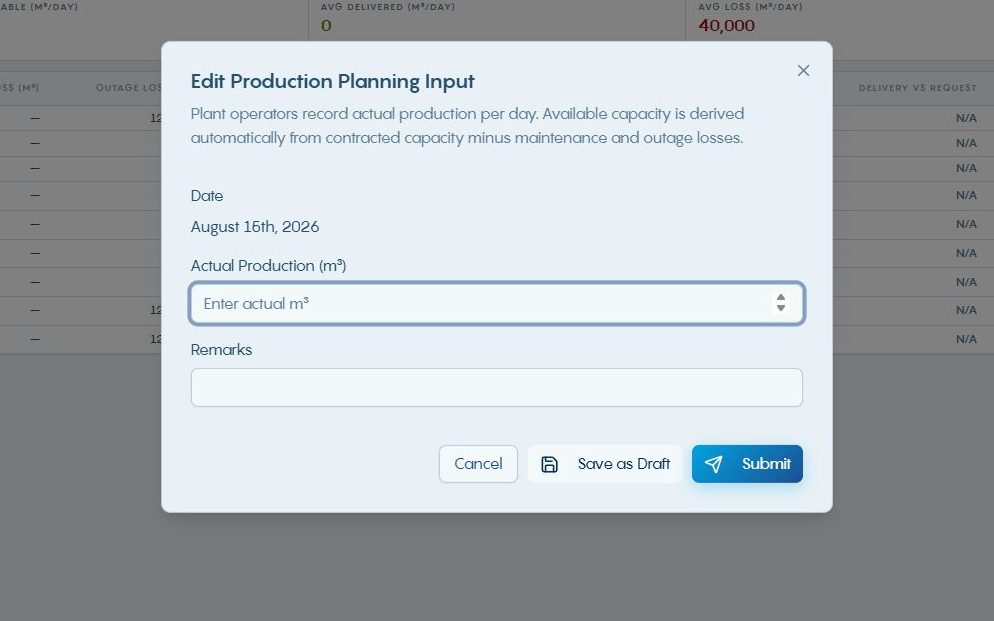 ABLE (M³/DAY)
AVG DELIVERED (M³/DAY)
AVG LOSS (M³/DAY)
0
40,000
Edit Production Planning Input
Plant operators record actual production per day. Available capacity is derived
automatically from contracted capacity minus maintenance and outage losses.
SS (M³)
OUTAGE LOS
DELIVERY VS REQUEST
—
12
N/A
—
N/A
—
N/A
—
N/A
—
N/A
—
N/A
—
N/A
—
12
N/A
—
12
N/A
Date
August 15th, 2026
Actual Production (m³)
Enter actual m³
Remarks
Cancel
Save as Draft
Submit